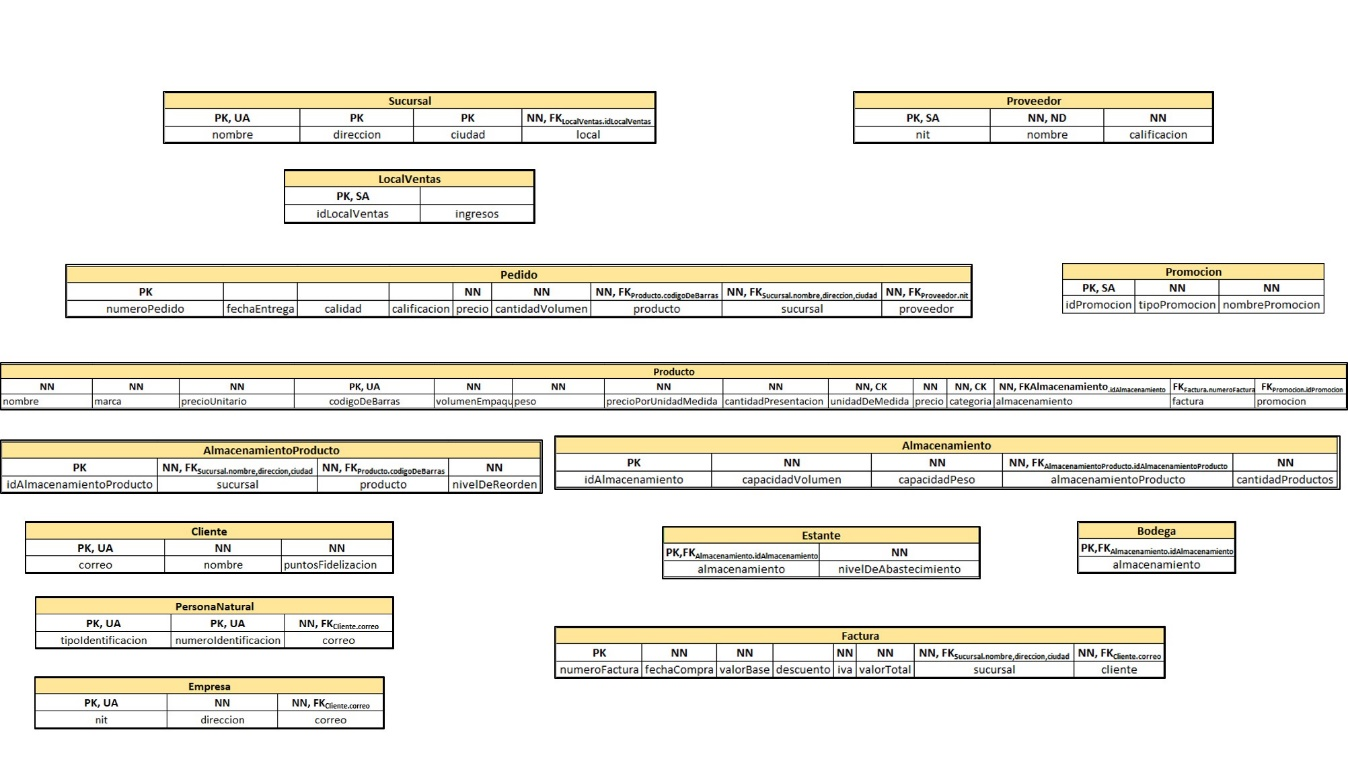 Sucursal
PK, UA PK PK NN, FKLocalVentas.idLocalVentas
nombre direccion ciudad local
Proveedor
PK, SA NN, ND NN
nit nombre calificacion
LocalVentas
PK, SA
idLocalVentas ingresos
Pedido
PK NN NN NN, FKProducto.codigoDeBarras NN, FKSucursal.nombre,direccion,ciudad NN, FKProveedor.nit
numeroPedido fechaEntrega calidad calificacion precio cantidadVolumen producto sucursal proveedor
Promocion
PK, SA NN NN
idPromocion tipoPromocion nombrePromocion
Producto
NN NN NN PK, UA NN NN NN NN NN, CK NN NN, CK NN, FKAlmacenamiento.idAlmacenamiento FKFactura.numeroFactura FKPromocion.idPromocion
nombre marca precioUnitario codigoDeBarras volumenEmpaqu peso precioPorUnidadMedida cantidadPresentacion unidadDeMedida precio categoria almacenamiento factura promocion
AlmacenamientoProducto
PK NN, FKSucursal.nombre,direccion,ciudad NN, FKProducto.codigoDeBarras NN
idAlmacenamientoProducto sucursal producto nivelDeReorden
Almacenamiento
PK NN NN NN, FKAlmacenamientoProducto.idAlmacenamientoProducto NN
idAlmacenamiento capacidadVolumen capacidadPeso almacenamientoProducto cantidadProductos
Cliente
PK, UA NN NN
correo nombre puntosFidelizacion
Estante
PK,FKAlmacenamiento.idAlmacenamiento NN
almacenamiento nivelDeAbastecimiento
Bodega
PK,FKAlmacenamiento.idAlmacenamiento
almacenamiento
PersonaNatural
PK, UA PK, UA NN, FKCliente.correo
tipoIdentificacion numeroIdentificacion correo
Factura
PK NN NN NN NN NN, FKSucursal.nombre,direccion,ciudad NN, FKCliente.correo
numeroFactura fechaCompra valorBase descuento iva valorTotal sucursal cliente
Empresa
PK, UA NN NN, FKCliente.correo
nit direccion correo